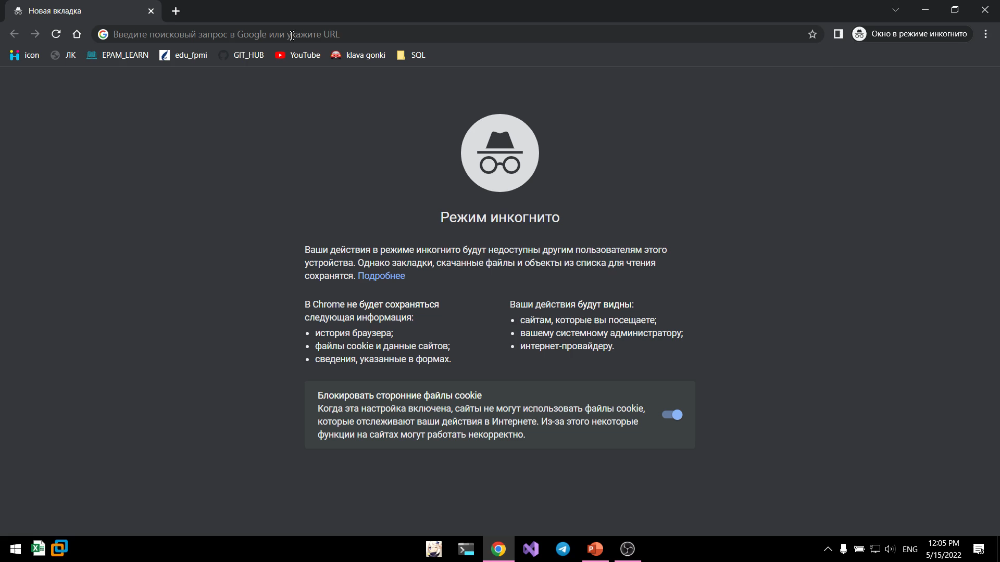 Новая вкладка
Введите поисковый запрос в Google или укажите URL
Окно в режиме инкогнито
icon ЛК EPAM_LEARN edu_fpmi GIT_HUB YouTube klava gonki SQL
Режим инкогнито
Ваши действия в режиме инкогнито будут недоступны другим пользователям этого
устройства. Однако закладки, скачанные файлы и объекты из списка для чтения
сохранятся. Подробнее
В Chrome не будет сохраняться
следующая информация:
• история браузера;
• файлы cookie и данные сайтов;
• сведения, указанные в формах.
Ваши действия будут видны:
• сайтам, которые вы посещаете;
• вашему системному администратору;
• интернет-провайдеру.
Блокировать сторонние файлы cookie
Когда эта настройка включена, сайты не могут использовать файлы cookie,
которые отслеживают ваши действия в Интернете. Из-за этого некоторые
функции на сайтах могут работать некорректно.
ENG
12:05 PM
5/15/2022